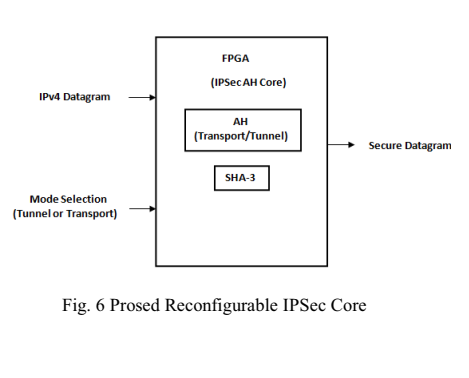 FPGA
(IPSec AH Core)
IPv4 Datagram
AH
(Transport/Tunnel)
Secure Datagram
SHA-3
Mode Selection
(Tunnel or Transport)
Fig. 6 Prosed Reconfigurable IPSec Core